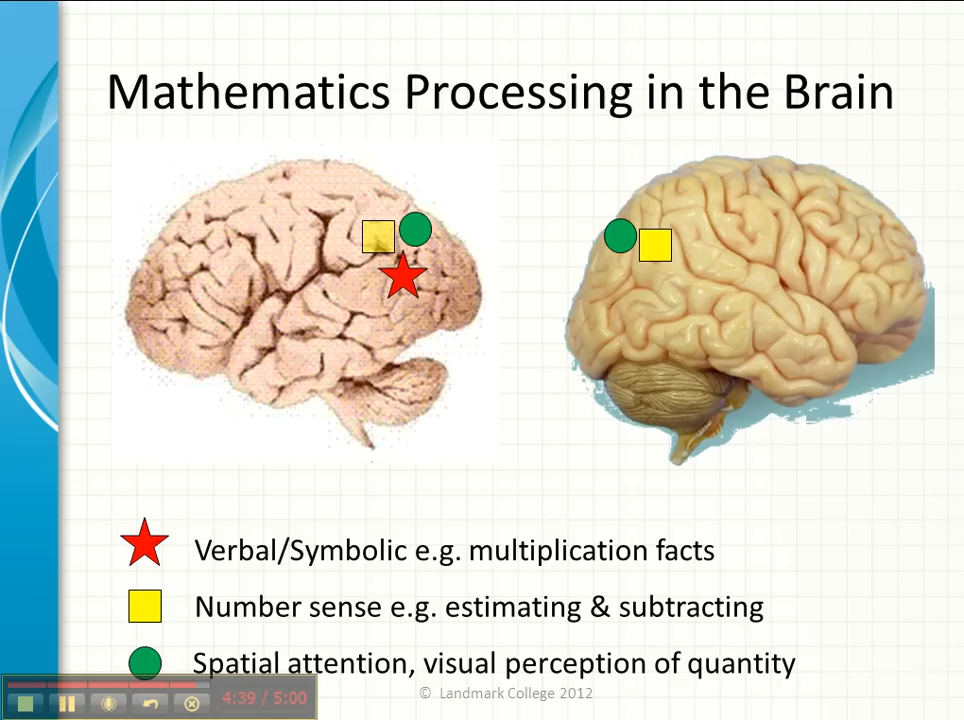 Mathematics Processing in the Brain
Verbal/Symbolic e.g. multiplication facts
Number sense e.g. estimating & subtracting
Spatial attention, visual perception of quantity
4:39 / 5:00
© Landmark College 2012